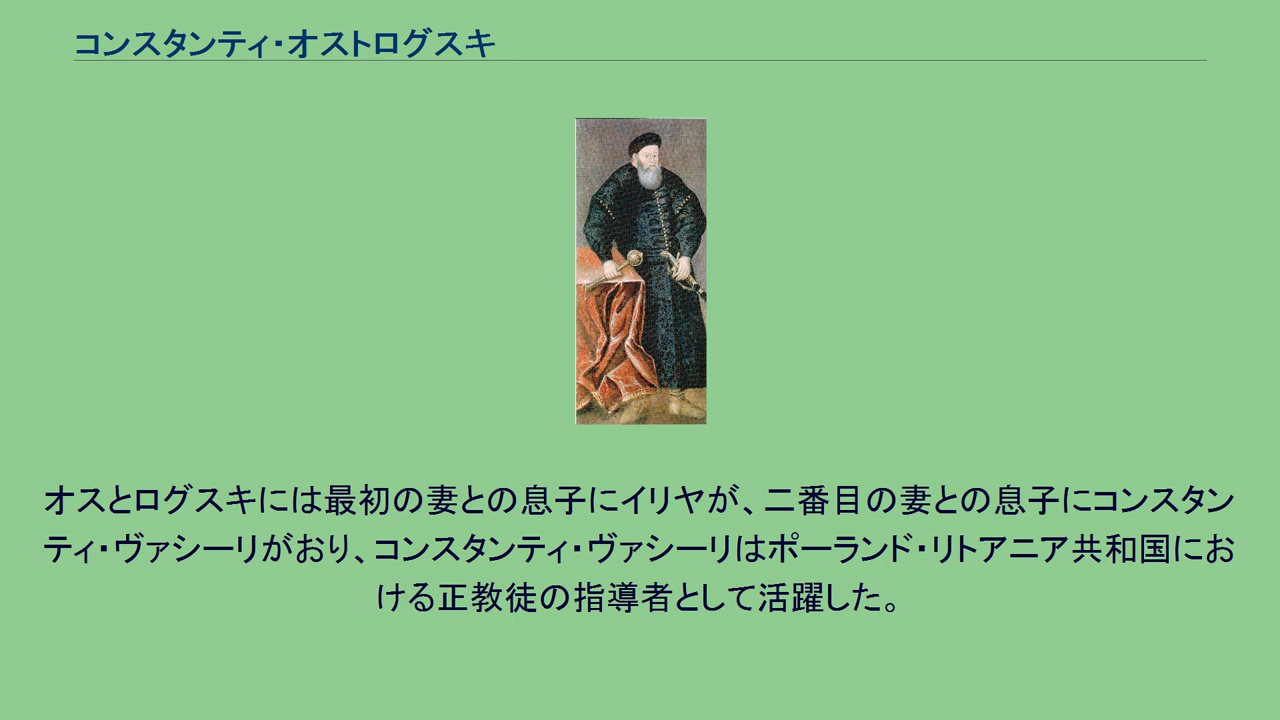 コンスタンティ・オストログスキ
オスとログスキには最初の妻との息子にイリヤが、二番目の妻との息子にコンスタン
ティ・ヴァシーリがおり、コンスタンティ・ヴァシーリはポーランド・リトアニア共和国にお
ける正教徒の指導者として活躍した。